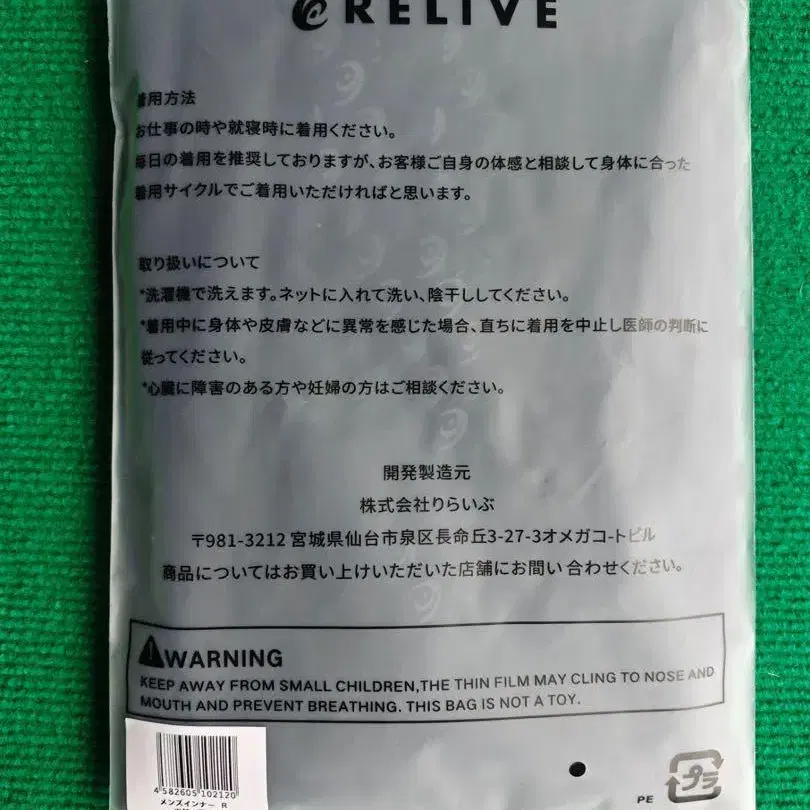 RELIVE
着用方法
お仕事の時や就寝時に着用ください。
毎日の着用を推奨しておりますが、お客様ご自身の体感と相談して身体に合った
着用サイクルでご着用いただければと思います。
取り扱いについて
*洗濯機で洗えます。ネットに入れて洗い、陰干ししてください。
*着用中に身体や皮膚などに異常を感じた場合、直ちに着用を中止し医師の判断に
従ってください。
*心臓に障害のある方や妊婦の方はご相談ください。
開発製造元
株式会社りらいぶ
〒981-3212 宮城県仙台市泉区長命丘3-27-3オメガコ-トビル
商品についてはお買い上げいただいた店舗にお問い合わせください。
WARNING
KEEP AWAY FROM SMALL CHILDREN,THE THIN FILM MAY CLING TO NOSE AND
MOUTH AND PREVENT BREATHING. THIS BAG IS NOT A TOY.
4 582605 102120
メンズインナー R
PE
プラ